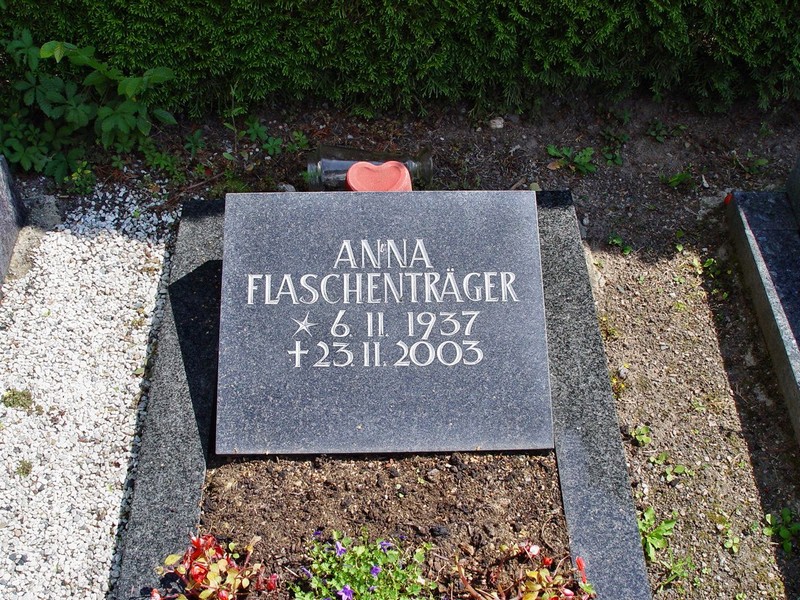 ANNA
FLASCHENTRÄGER
* 6. 11. 1937
† 23. 11. 2003